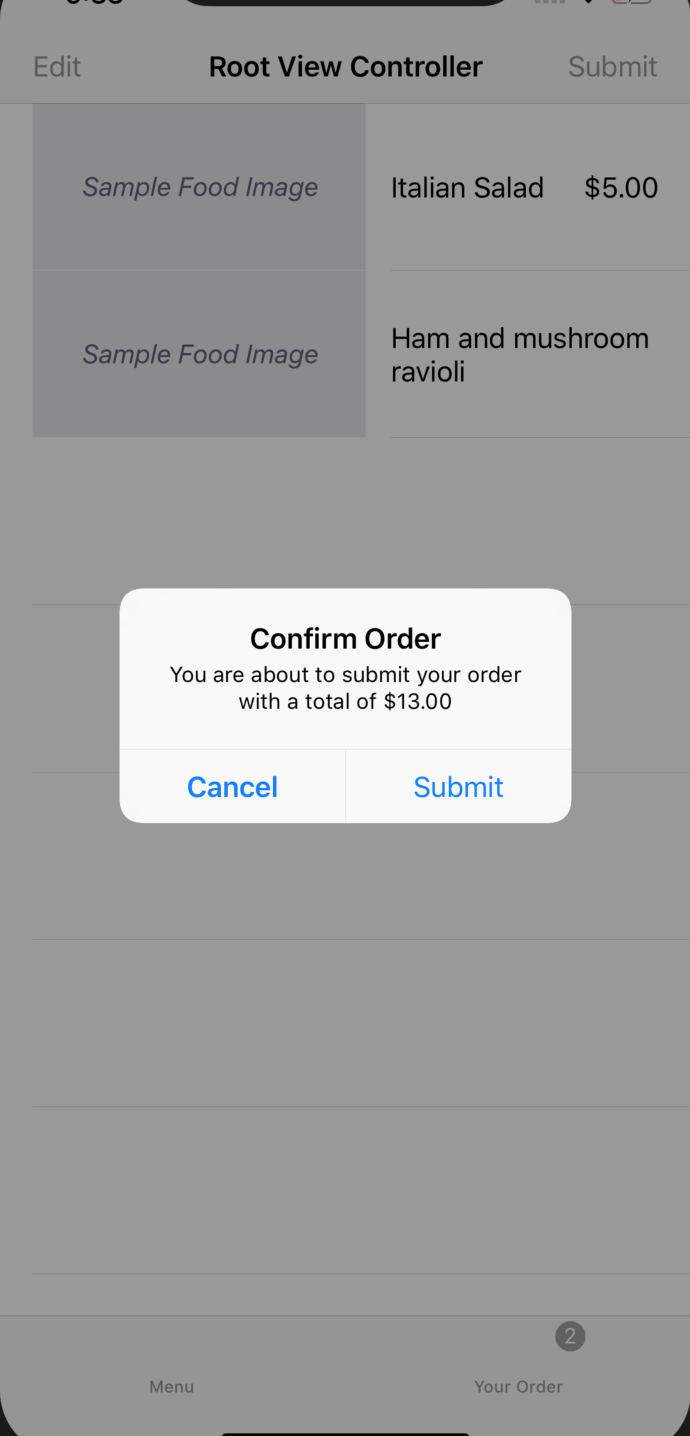 Edit Root View Controller Submit
Sample Food Image Italian Salad $5.00
Sample Food Image Ham and mushroom
ravioli
Confirm Order
You are about to submit your order
with a total of $13.00
Cancel Submit
2
Menu Your Order